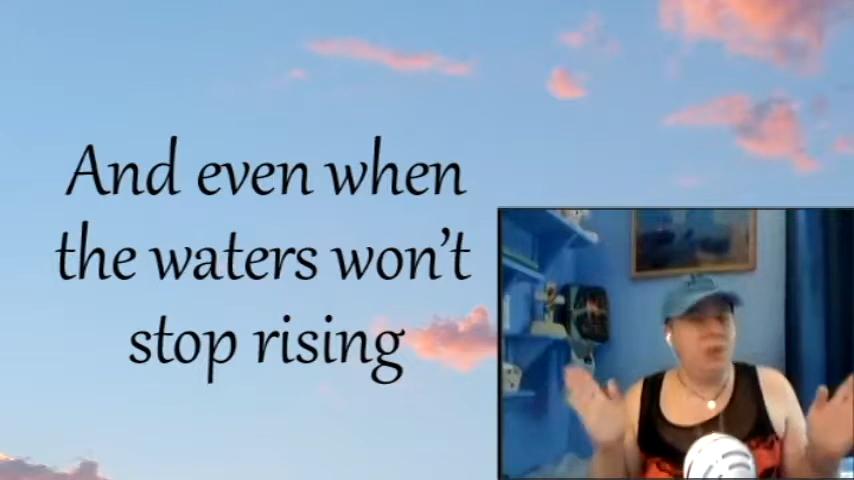 And even when
the waters won't
stop rising